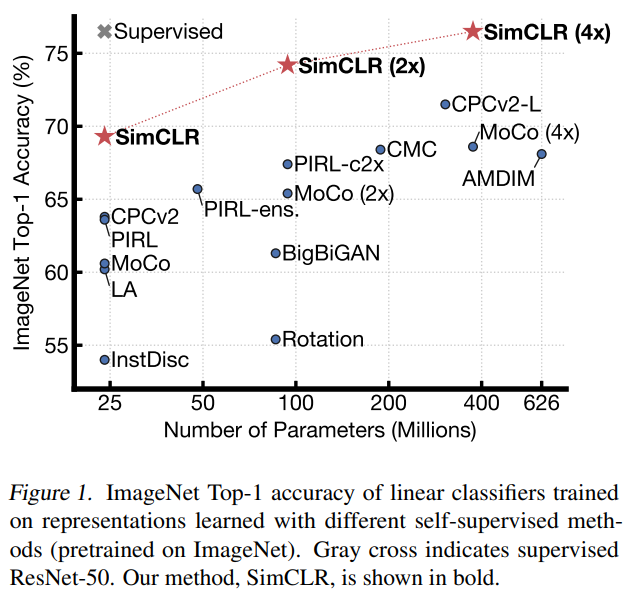 ImageNet Top-1 Accuracy (%)
75
70
65
60
55
Supervised
SimCLR (4x)
SimCLR (2x)
CPCv2-L
SimCLR
MoCo (4x)
CMC
PIRL-c2x
AMDIM
MoCo (2x)
PIRL-ens.
CPCv2
PIRL
MoCo
BigBiGAN
LA
Rotation
InstDisc
25 50 100 200 400 626
Number of Parameters (Millions)
Figure 1. ImageNet Top-1 accuracy of linear classifiers trained
on representations learned with different self-supervised meth-
ods (pretrained on ImageNet). Gray cross indicates supervised
ResNet-50. Our method, SimCLR, is shown in bold.